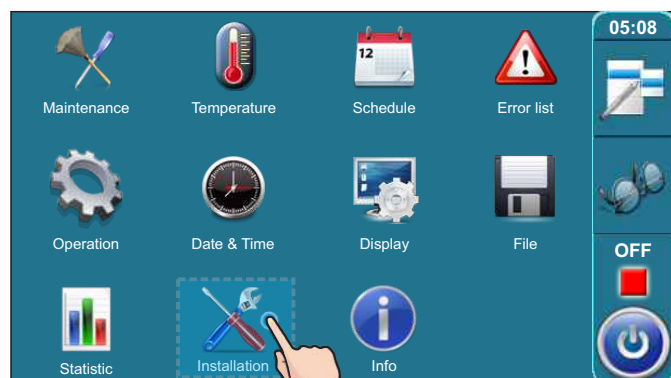 05:08
Maintenance Temperature Schedule Error list
12
Operation Date & Time Display File
OFF
Statistic Installation Info